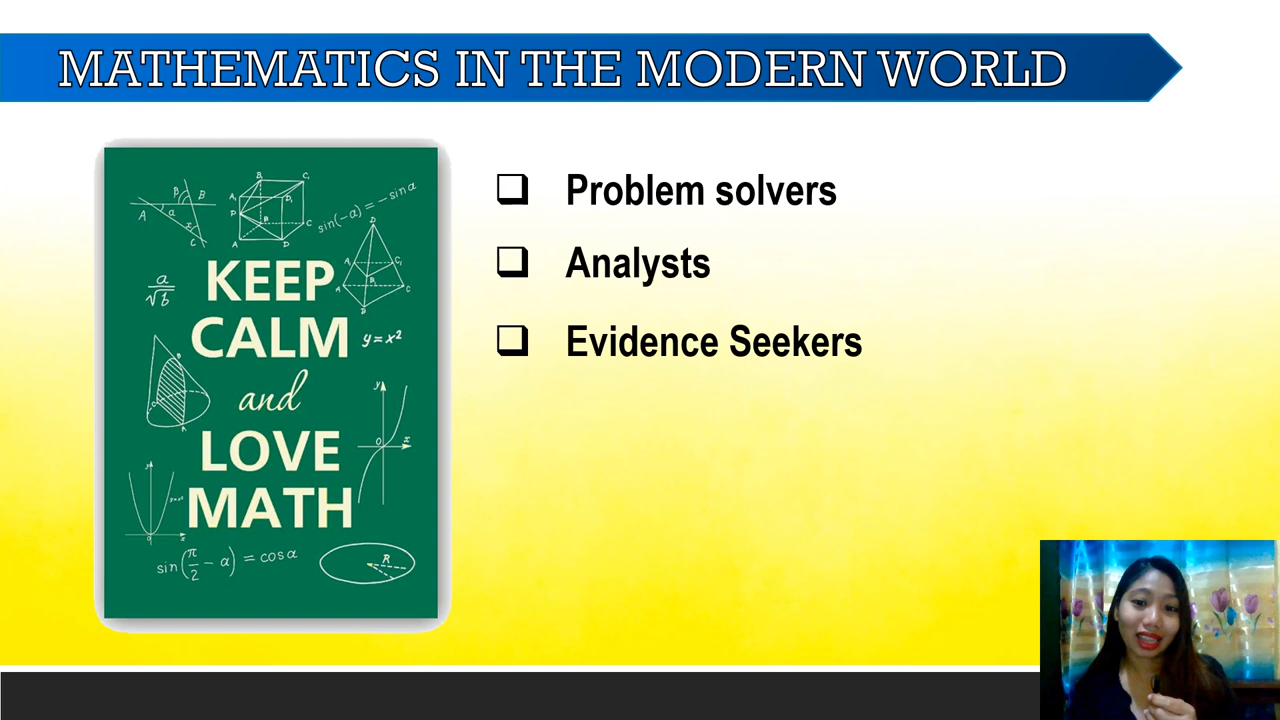 MATHEMATICS IN THE MODERN WORLD
Problem solvers
Analysts
Evidence Seekers
sin(-α) = -sin α
KEEP
a
√b
CALM
y=x²
and
LOVE
MATH
sin(π/2 - α) = cos α
R